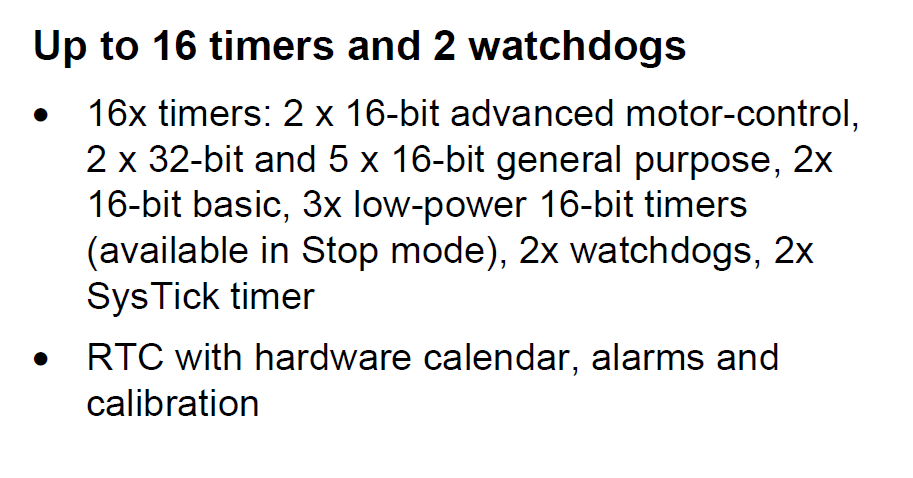 Up to 16 timers and 2 watchdogs
• 16x timers: 2 x 16-bit advanced motor-control,
2 x 32-bit and 5 x 16-bit general purpose, 2x
16-bit basic, 3x low-power 16-bit timers
(available in Stop mode), 2x watchdogs, 2x
SysTick timer
• RTC with hardware calendar, alarms and
calibration